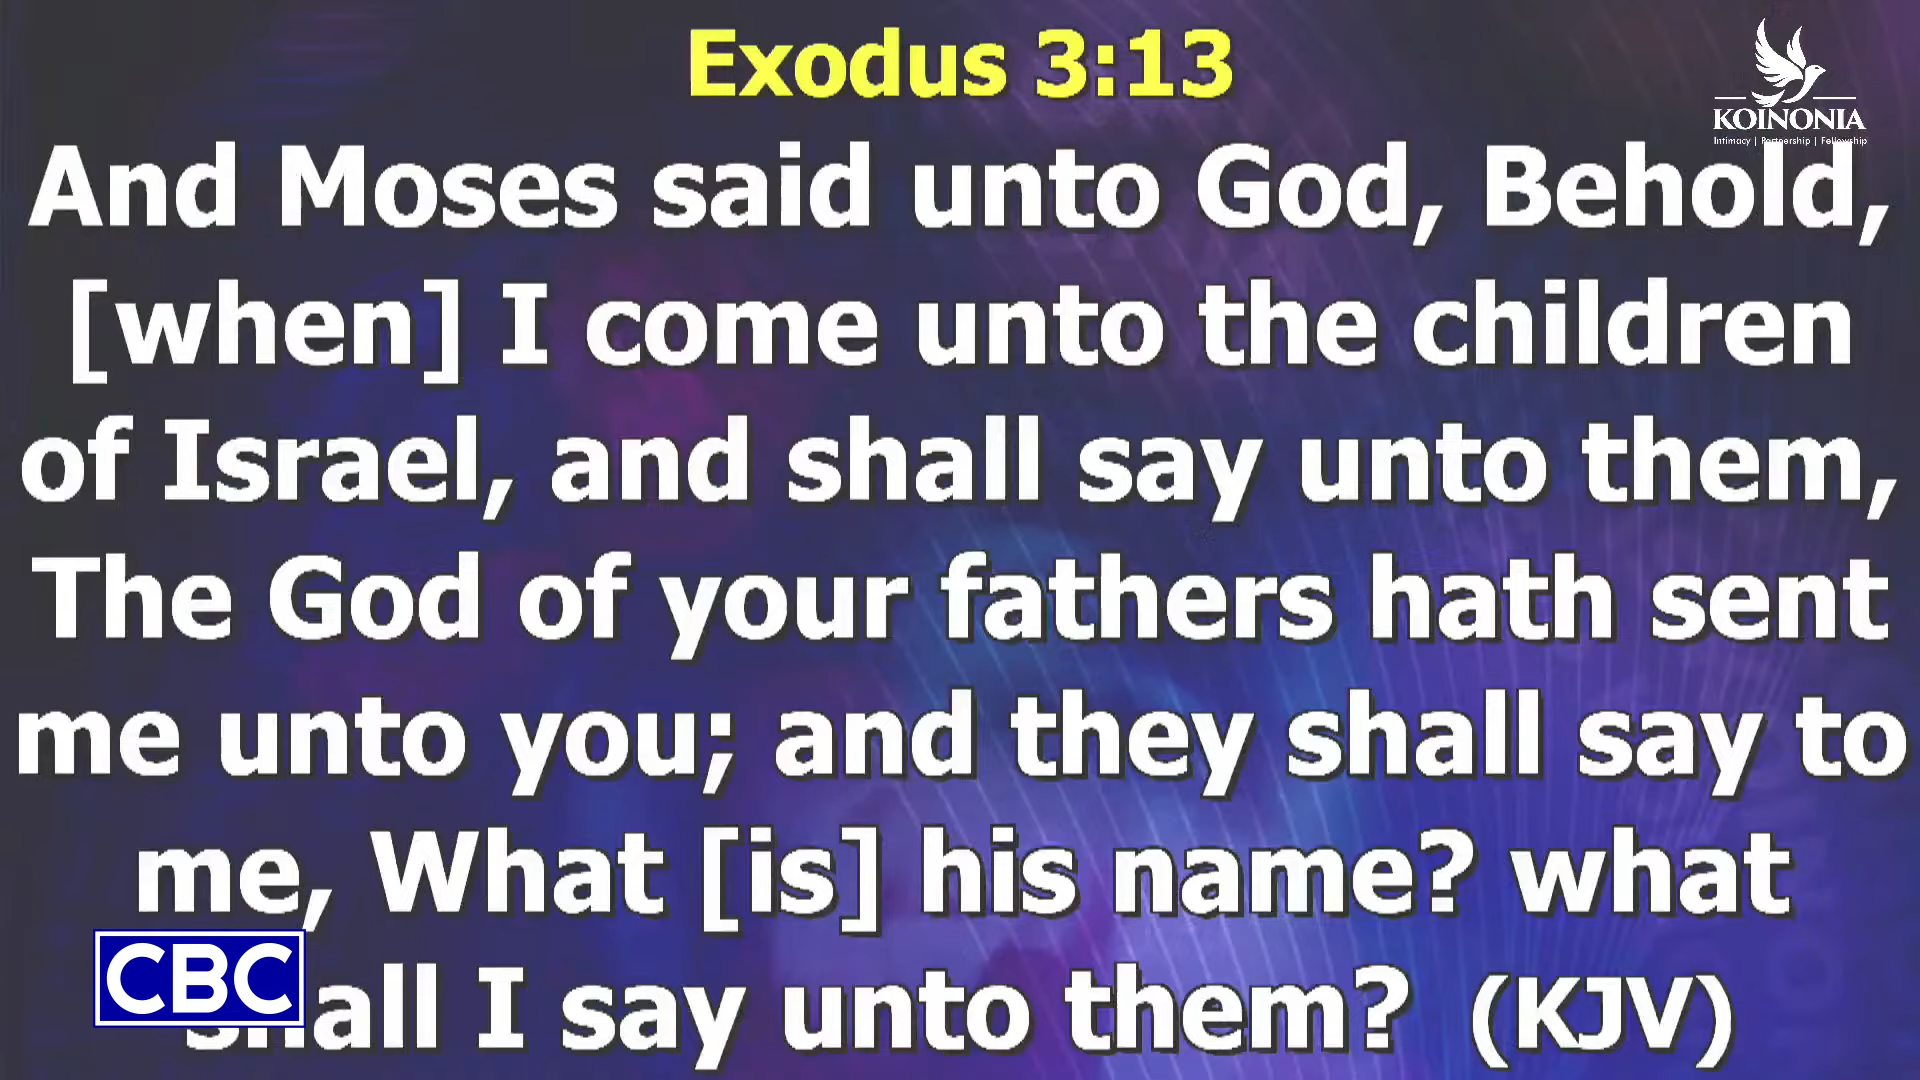 Exodus 3:13
KOINONIA
Intimacy | Partnership | Fellowship
And Moses said unto God, Behold,
[when] I come unto the children
of Israel, and shall say unto them,
The God of your fathers hath sent
me unto you; and they shall say to
me, What [is] his name? what
shall I say unto them? (KJV)
CBC